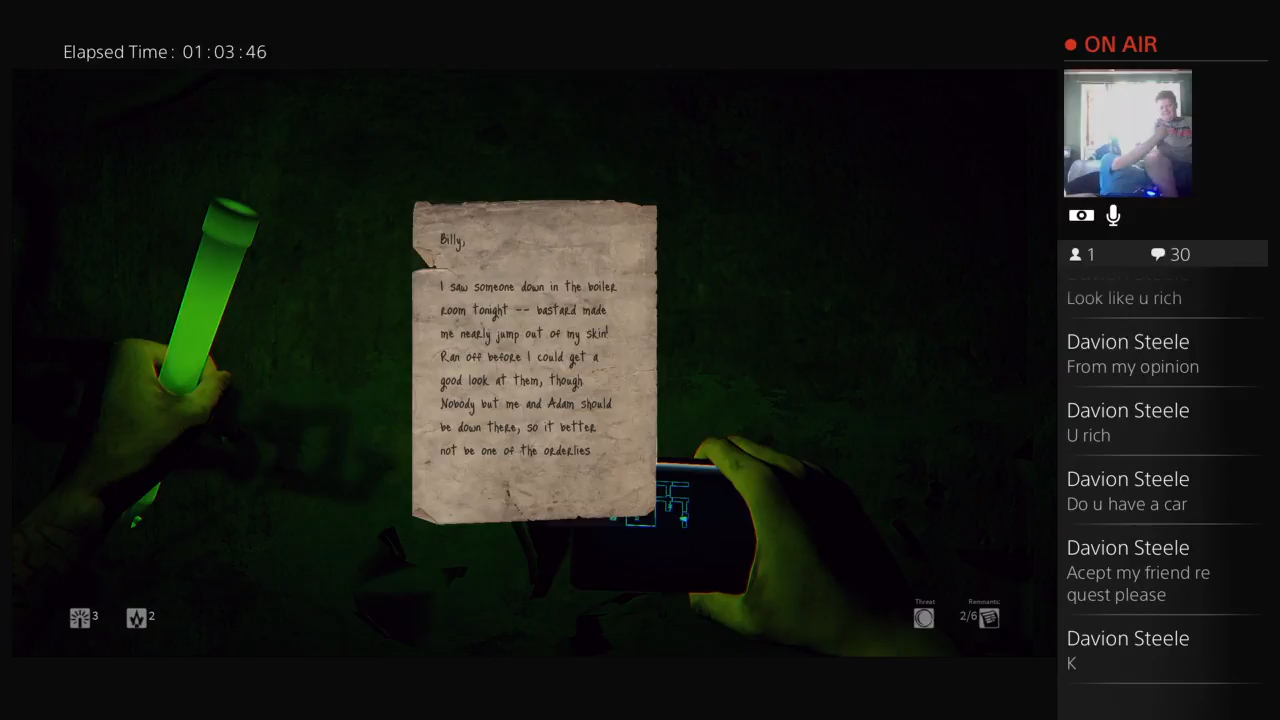 Elapsed Time: 01:03:46
ON AIR
Billy,
I saw someone down in the boiler
room tonight -- bastard made
me nearly jump out of my skin!
Ran off before I could get a
good look at them, though
Nobody but me and Adam should
be down there, so it better
not be one of the orderlies
3
2
Threat
Remnants:
2/6
1
30
Look like u rich
Davion Steele
From my opinion
Davion Steele
U rich
Davion Steele
Do u have a car
Davion Steele
Acept my friend re
quest please
Davion Steele
K